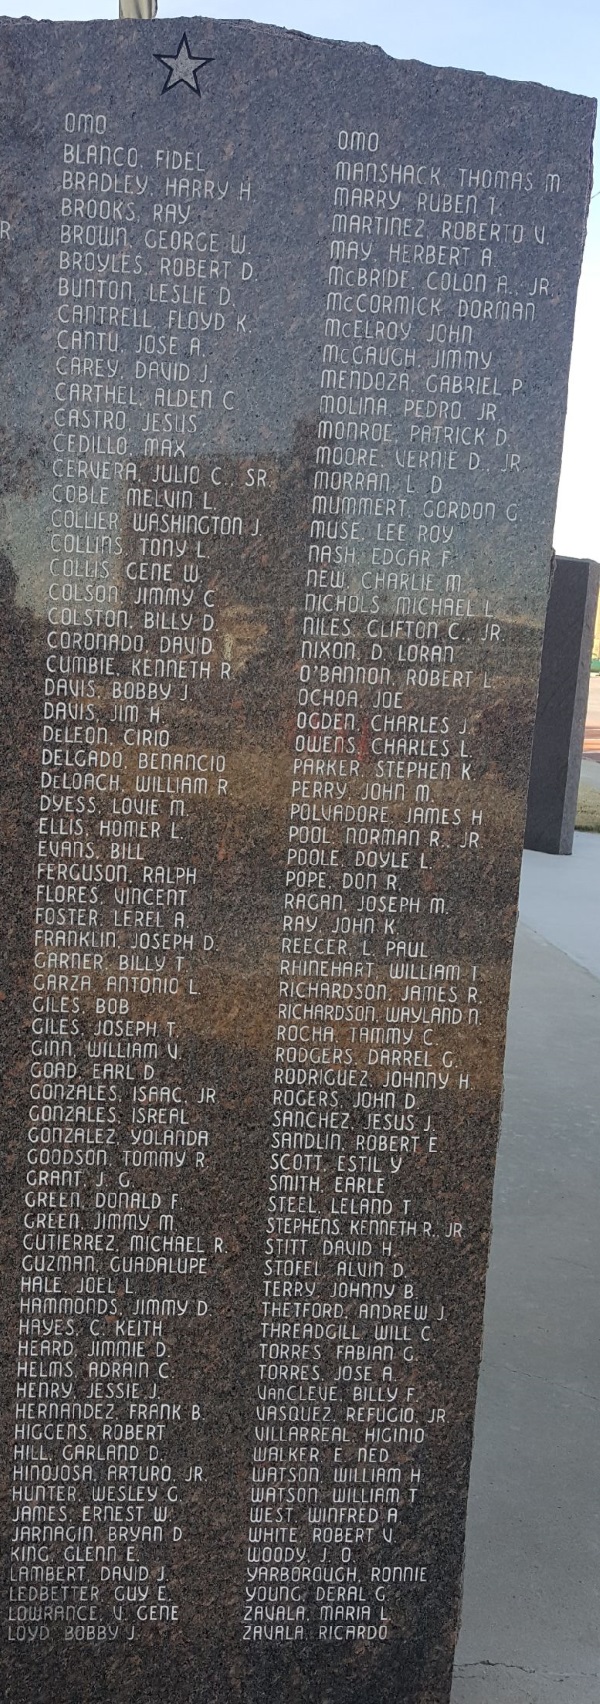 R.
OMO
BLANCO, FIDEL
BRADLEY, HARRY H.
BROOKS, RAY
BROWN, GEORGE W.
BROYLES, ROBERT D.
BUNTON, LESLIE D.
CANTRELL, FLOYD K.
CANTU, JOSE A.
CAREY, DAVID J.
CARTHEL, ALDEN C
CASTRO, JESUS
CEDILLO, MAX
CERVERA, JULIO C., SR.
COBLE, MELVIN L.
COLLIER, WASHINGTON J.
COLLINS, TONY L.
COLLIS, GENE W.
COLSON, JIMMY C
COLSTON, BILLY D.
CORONADO, DAVID
CUMBIE, KENNETH R.
DAVIS, BOBBY J.
DAVIS, JIM H.
DeLEON, CIRIO
DELGADO, BENANCIO
DeLOACH, WILLIAM R.
DYESS, LOVIE M.
ELLIS, HOMER L.
EVANS, BILL
FERGUSON, RALPH
FLORES, VINCENT
FOSTER, LEREL A.
FRANKLIN, JOSEPH D.
GARNER, BILLY T.
GARZA, ANTONIO L.
GILES, BOB
GILES, JOSEPH T.
GINN, WILLIAM V.
GOAD, EARL D.
GONZALES, ISAAC, JR
GONZALES, ISREAL
GONZALEZ, YOLANDA
GOODSON, TOMMY R.
GRANT, J. G.
GREEN, DONALD F.
GREEN, JIMMY M.
GUTIERREZ, MICHAEL R.
GUZMAN, GUADALUPE
HALE, JOEL L
HAMMONDS, JIMMY D.
HAYES, C. KEITH
HEARD, JIMMIE D.
HELMS, ADRAIN C.
HENRY, JESSIE J.
HERNANDEZ, FRANK B.
HIGGENS, ROBERT
HILL, GARLAND D.
HINOJOSA, ARTURO, JR.
HUNTER, WESLEY G.
JAMES, ERNEST W.
JARNAGIN, BRYAN D.
KING, GLENN E.
LAMBERT, DAVID J.
LEDBETTER, GUY E.
LOWRANCE, V. GENE
LOYD, BOBBY J.
OMO
MANSHACK, THOMAS M.
MARRY, RUBEN T.
MARTINEZ, ROBERTO V.
MAY, HERBERT A.
McBRIDE, COLON A., JR.
McCORMICK, DORMAN
McELROY, JOHN
McGAUGH, JIMMY
MENDOZA, GABRIEL P.
MOLINA, PEDRO, JR.
MONROE, PATRICK D.
MOORE, VERNIE D., JR.
MORRAN, L. D.
MUMMERT, GORDON G.
MUSE, LEE ROY
NASH, EDGAR F.
NEW, CHARLIE M.
NICHOLS, MICHAEL L.
NILES, CLIFTON C., JR.
NIXON, D. LORAN
O'BANNON, ROBERT L.
OCHOA, JOE
OGDEN, CHARLES J.
OWENS, CHARLES L.
PARKER, STEPHEN K.
PERRY, JOHN M.
POLVADORE, JAMES H
POOL, NORMAN R., JR.
POOLE, DOYLE L.
POPE, DON R.
RAGAN, JOSEPH M.
RAY, JOHN K.
REECER, L. PAUL
RHINEHART, WILLIAM T.
RICHARDSON, JAMES R.
RICHARDSON, WAYLAND N.
ROCHA, TAMMY C.
RODGERS, DARREL G.
RODRIGUEZ, JOHNNY H.
ROGERS, JOHN D.
SANCHEZ, JESUS J.
SANDLIN, ROBERT E
SCOTT, ESTIL Y
SMITH, EARLE
STEEL, LELAND T
STEPHENS, KENNETH R., JR
STITT, DAVID H.
STOFEL, ALVIN D.
TERRY, JOHNNY B.
THETFORD, ANDREW J.
THREADGILL, WILL C.
TORRES, FABIAN G.
TORRES, JOSE A.
VanCLEVE, BILLY F.
VASQUEZ, REFUGIO, JR.
VILLARREAL, HIGINIO
WALKER, E. NED
WATSON, WILLIAM H.
WATSON, WILLIAM T
WEST, WINFRED A.
WHITE, ROBERT V.
WOODY, J. O.
YARBOROUGH, RONNIE
YOUNG, DERAL G
ZAVALA, MARIA L.
ZAVALA, RICARDO